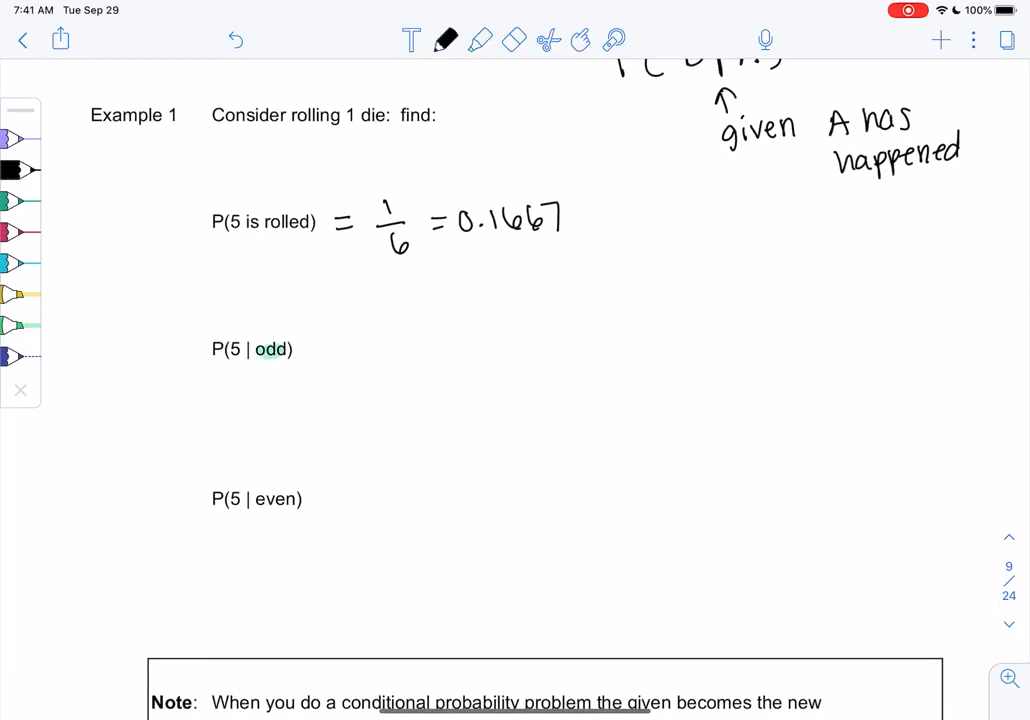 7:41 AM Tue Sep 29
100%
T
given A has
happened
Example 1 Consider rolling 1 die: find:
P(5 is rolled) = 1/6 = 0.1667
P(5 | odd)
P(5 | even)
9
/
24
Note: When you do a conditional probability problem the given becomes the new